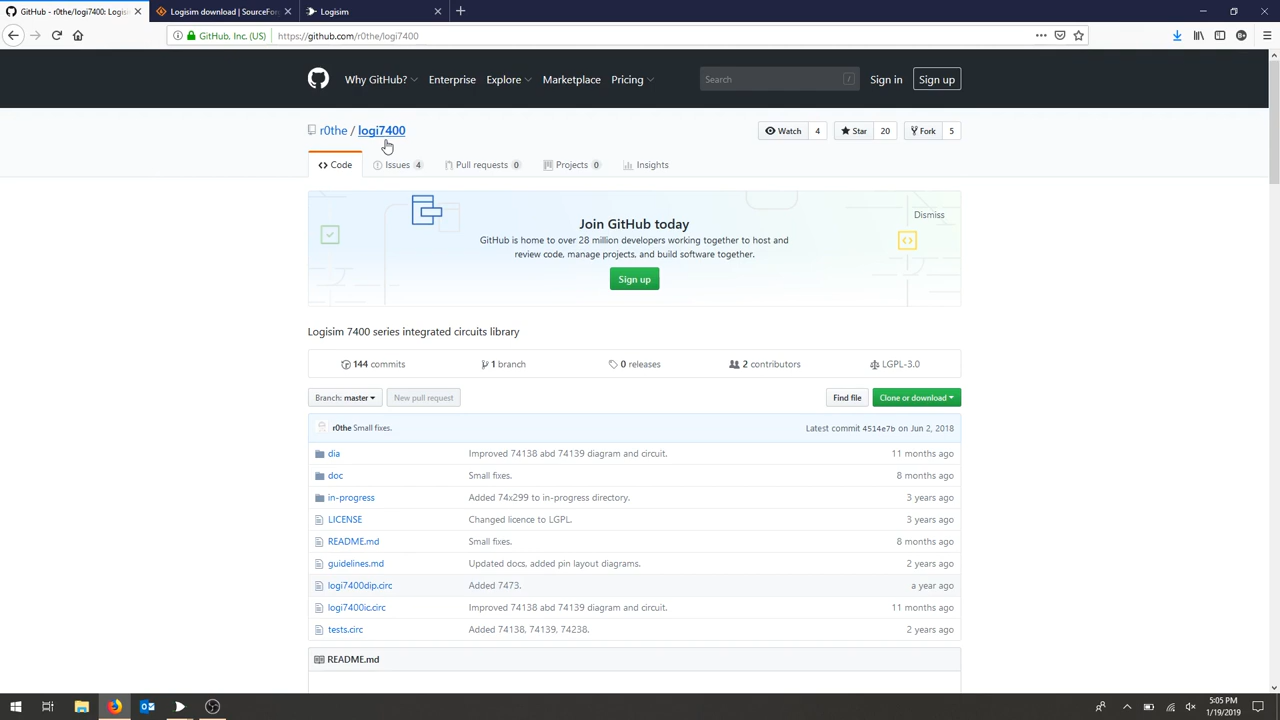 GitHub - r0the/logi7400: Logisi
Logisim download | SourceFor
Logisim
GitHub, Inc. (US)
https://github.com/r0the/logi7400
Why GitHub?
Enterprise
Explore
Marketplace
Pricing
Search
/
Sign in
Sign up
r0the / logi7400
Watch 4
Star 20
Fork 5
Code
Issues 4
Pull requests 0
Projects 0
Insights
Dismiss
Join GitHub today
GitHub is home to over 28 million developers working together to host and
review code, manage projects, and build software together.
Sign up
Logisim 7400 series integrated circuits library
144 commits
1 branch
0 releases
2 contributors
LGPL-3.0
Branch: master
New pull request
Find file
Clone or download
r0the Small fixes.
Latest commit 4514e7b on Jun 2, 2018
dia Improved 74138 abd 74139 diagram and circuit. 11 months ago
doc Small fixes. 8 months ago
in-progress Added 74x299 to in-progress directory. 3 years ago
LICENSE Changed licence to LGPL. 3 years ago
README.md Small fixes. 8 months ago
guidelines.md Updated docs, added pin layout diagrams. 2 years ago
logi7400dip.circ Added 7473. a year ago
logi7400ic.circ Improved 74138 abd 74139 diagram and circuit. 11 months ago
tests.circ Added 74138, 74139, 74238. 2 years ago
README.md
5:05 PM
1/19/2019